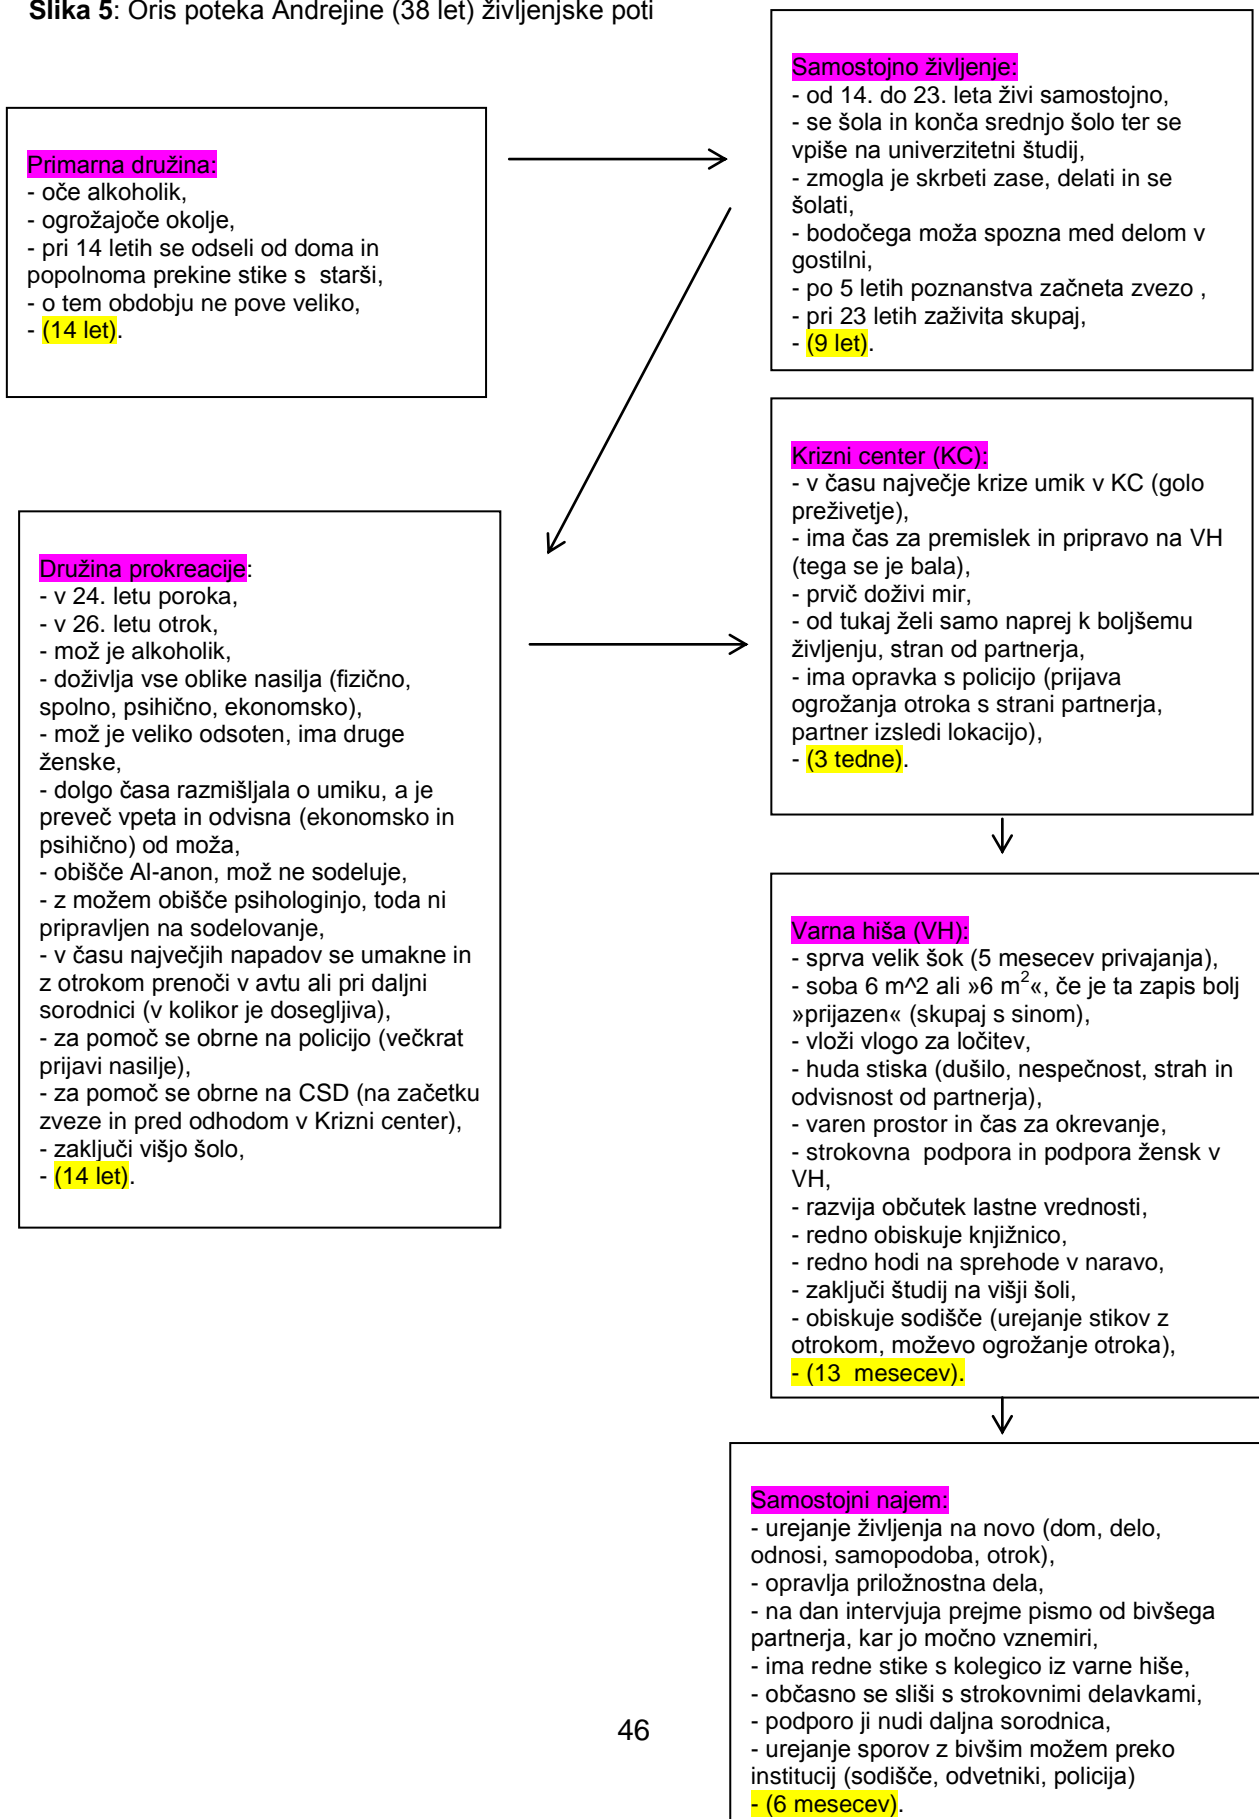 Slika 5: Oris poteka Andrejine (38 let) življenjske poti
Primarna družina:
- oče alkoholik,
- ogrožajoče okolje,
- pri 14 letih se odseli od doma in
popolnoma prekine stike s  starši,
- o tem obdobju ne pove veliko,
- (14 let).
Samostojno življenje:
- od 14. do 23. leta živi samostojno,
- se šola in konča srednjo šolo ter se
vpiše na univerzitetni študij,
- zmogla je skrbeti zase, delati in se
šolati,
- bodočega moža spozna med delom v
gostilni,
- po 5 letih poznanstva začneta zvezo ,
- pri 23 letih zaživita skupaj,
- (9 let).
Družina prokreacije:
- v 24. letu poroka,
- v 26. letu otrok,
- mož je alkoholik,
- doživlja vse oblike nasilja (fizično,
spolno, psihično, ekonomsko),
- mož je veliko odsoten, ima druge
ženske,
- dolgo časa razmišljala o umiku, a je
preveč vpeta in odvisna (ekonomsko in
psihično) od moža,
- obišče Al-anon, mož ne sodeluje,
- z možem obišče psihologinjo, toda ni
pripravljen na sodelovanje,
- v času največjih napadov se umakne in
z otrokom prenoči v avtu ali pri daljni
sorodnici (v kolikor je dosegljiva),
- za pomoč se obrne na policijo (večkrat
prijavi nasilje),
- za pomoč se obrne na CSD (na začetku
zveze in pred odhodom v Krizni center),
- zaključi višjo šolo,
- (14 let).
Krizni center (KC):
- v času največje krize umik v KC (golo
preživetje),
- ima čas za premislek in pripravo na VH
(tega se je bala),
- prvič doživi mir,
- od tukaj želi samo naprej k boljšemu
življenju, stran od partnerja,
- ima opravka s policijo (prijava
ogrožanja otroka s strani partnerja,
partner izsledi lokacijo),
- (3 tedne).
Varna hiša (VH):
- sprva velik šok (5 mesecev privajanja),
- soba 6 m^2 ali »6 m²«, če je ta zapis bolj
»prijazen« (skupaj s sinom),
- vloži vlogo za ločitev,
- huda stiska (dušilo, nespečnost, strah in
odvisnost od partnerja),
- varen prostor in čas za okrevanje,
- strokovna  podpora in podpora žensk v
VH,
- razvija občutek lastne vrednosti,
- redno obiskuje knjižnico,
- redno hodi na sprehode v naravo,
- zaključi študij na višji šoli,
- obiskuje sodišče (urejanje stikov z
otrokom, moževo ogrožanje otroka),
- (13  mesecev).
Samostojni najem:
- urejanje življenja na novo (dom, delo,
odnosi, samopodoba, otrok),
- opravlja priložnostna dela,
- na dan intervjuja prejme pismo od bivšega
partnerja, kar jo močno vznemiri,
- ima redne stike s kolegico iz varne hiše,
- občasno se sliši s strokovnimi delavkami,
- podporo ji nudi daljna sorodnica,
- urejanje sporov z bivšim možem preko
institucij (sodišče, odvetniki, policija)
- (6 mesecev).
46